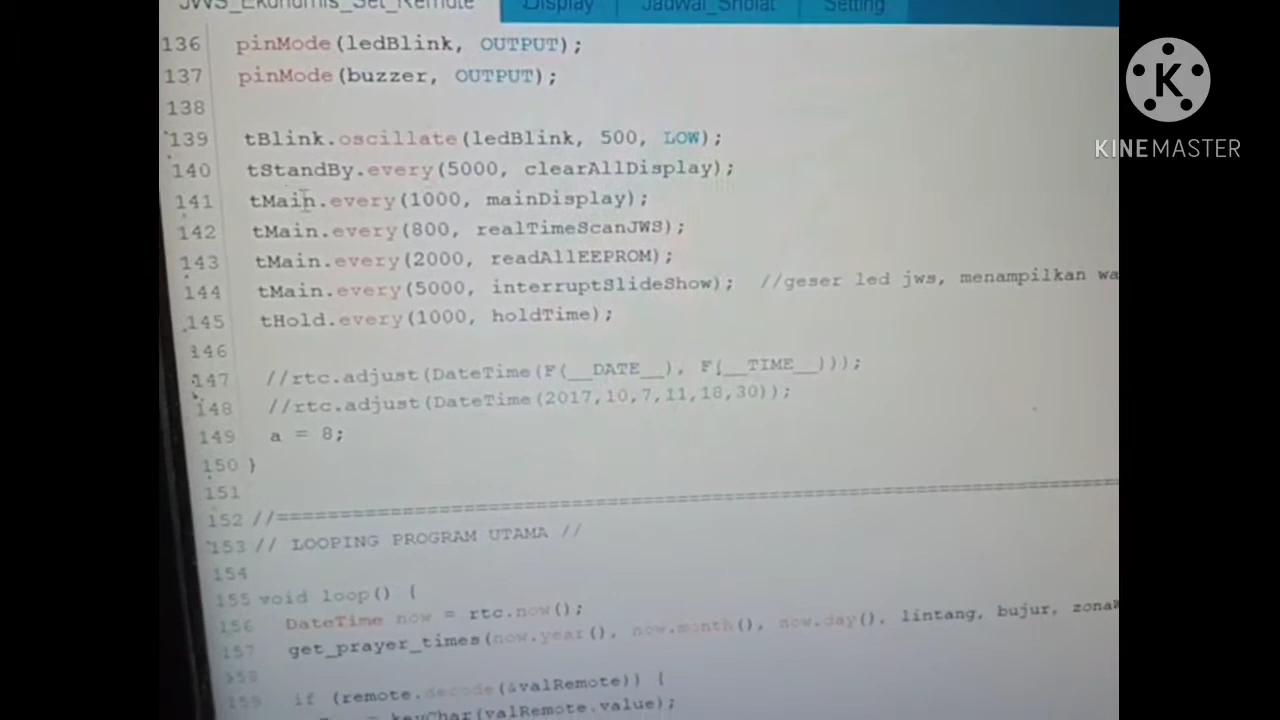 JWS_Ekonomis_Set_Remote Display Jadwal_Sholat Setting
136 pinMode(ledBlink, OUTPUT);
137 pinMode(buzzer, OUTPUT);
138
139 tBlink.oscillate(ledBlink, 500, LOW);
140 tStandBy.every(5000, clearAllDisplay);
141 tMain.every(1000, mainDisplay);
142 tMain.every(800, realTimeScanJWS);
143 tMain.every(2000, readAllEEPROM);
144 tMain.every(5000, interruptSlideShow); //geser led jws, menampilkan wa
145 tHold.every(1000, holdTime);
146
147 //rtc.adjust(DateTime(F(__DATE__), F(__TIME__)));
148 //rtc.adjust(DateTime(2017,10,7,11,18,30));
149 a = 8;
150 }
151
152 //==================================================
153 // LOOPING PROGRAM UTAMA //
154
155 void loop() {
156 DateTime now = rtc.now();
157 get_prayer_times(now.year(), now.month(), now.day(), lintang, bujur, zona
158
159 if (remote.decode(&valRemote)) {
= keyChar(valRemote.value);
K
KINEMASTER